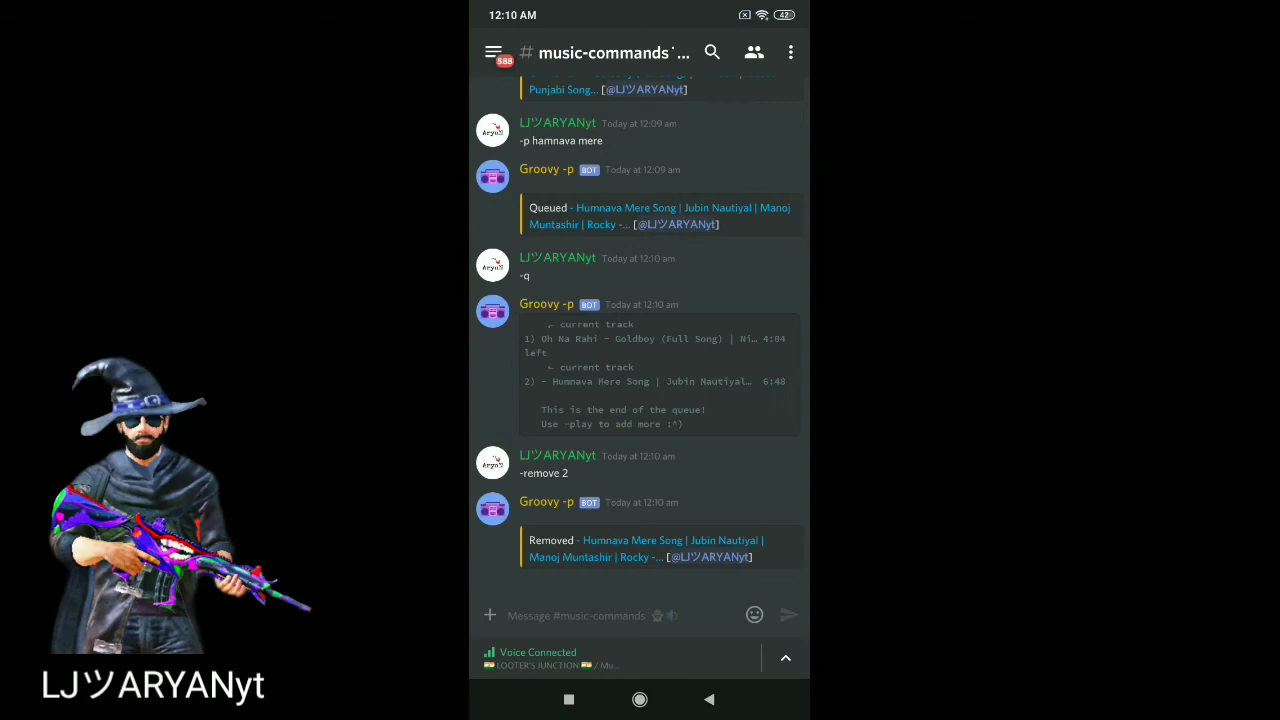 12:10 AM
42
588
# music-commands ...
Punjabi Song... [@LJツARYANyt]
LJツARYANyt Today at 12:09 am
-p hamnava mere
Groovy -p BOT Today at 12:09 am
Queued - Humnava Mere Song | Jubin Nautiyal | Manoj
Muntashir | Rocky -... [@LJツARYANyt]
LJツARYANyt Today at 12:10 am
-q
Groovy -p BOT Today at 12:10 am
current track
1) Oh Na Rahi - Goldboy (Full Song) | Ni… 4:04
left
current track
2) - Humnava Mere Song | Jubin Nautiyal… 6:48
This is the end of the queue!
Use -play to add more :^)
LJツARYANyt Today at 12:10 am
-remove 2
Groovy -p BOT Today at 12:10 am
Removed - Humnava Mere Song | Jubin Nautiyal |
Manoj Muntashir | Rocky -... [@LJツARYANyt]
Message #music-commands
Voice Connected
LOOTER'S JUNCTION / Mu...
LJツARYANyt